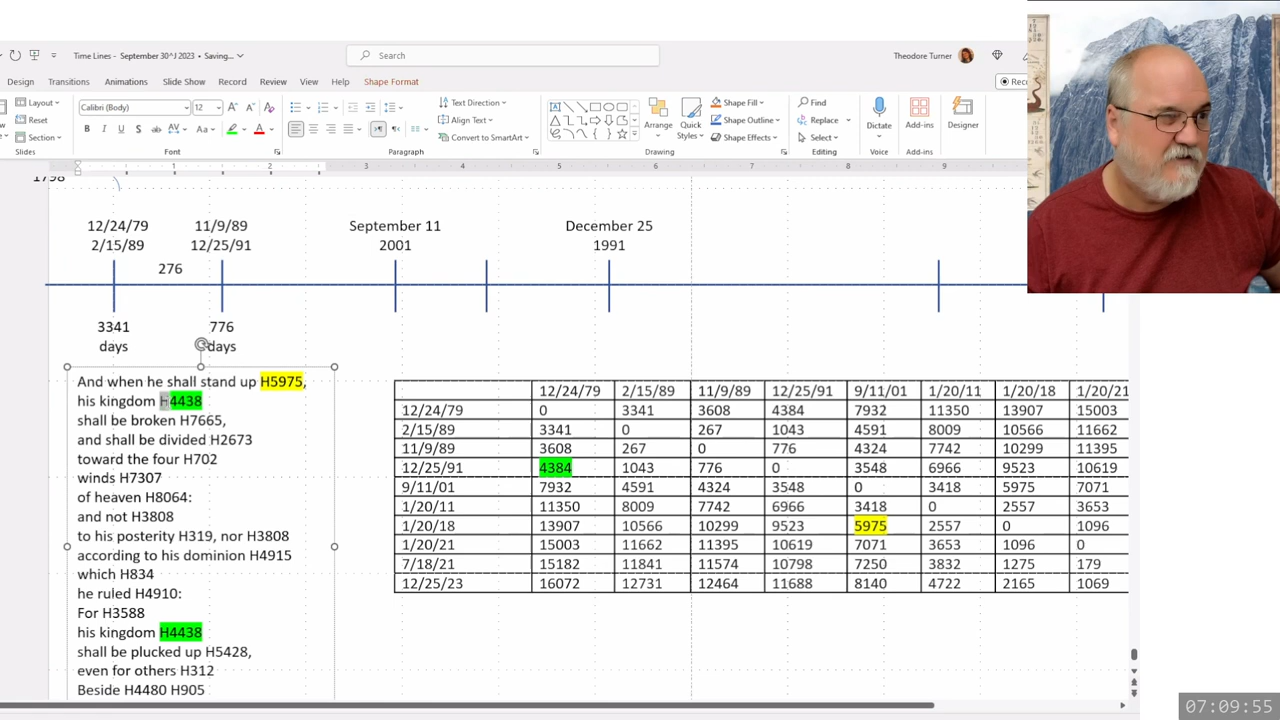 Time Lines - September 30^J 2023 - Saving...
Search
Theodore Turner
Design Transitions Animations Slide Show Record Review View Help Shape Format
Layout
Reset
Section
Slides
Calibri (Body) 12
B I U S ab AV Aa A
Font
Paragraph
Text Direction
Align Text
Convert to SmartArt
Arrange
Quick Styles
Shape Fill
Shape Outline
Shape Effects
Drawing
Find
Replace
Select
Editing
Dictate
Voice
Add-ins
Add-ins
Designer
1 2 3 4 5 6 7 8 9
1798
12/24/79 11/9/89 September 11 December 25
2/15/89 12/25/91 2001 1991
276
3341 776
days days
And when he shall stand up H5975,
his kingdom H4438
shall be broken H7665,
and shall be divided H2673
toward the four H702
winds H7307
of heaven H8064:
and not H3808
to his posterity H319, nor H3808
according to his dominion H4915
which H834
he ruled H4910:
For H3588
his kingdom H4438
shall be plucked up H5428,
even for others H312
Beside H4480 H905
12/24/79 2/15/89 11/9/89 12/25/91 9/11/01 1/20/11 1/20/18 1/20/21
12/24/79 0 3341 3608 4384 7932 11350 13907 15003
2/15/89 3341 0 267 1043 4591 8009 10566 11662
11/9/89 3608 267 0 776 4324 7742 10299 11395
12/25/91 4384 1043 776 0 3548 6966 9523 10619
9/11/01 7932 4591 4324 3548 0 3418 5975 7071
1/20/11 11350 8009 7742 6966 3418 0 2557 3653
1/20/18 13907 10566 10299 9523 5975 2557 0 1096
1/20/21 15003 11662 11395 10619 7071 3653 1096 0
7/18/21 15182 11841 11574 10798 7250 3832 1275 179
12/25/23 16072 12731 12464 11688 8140 4722 2165 1069
07:09:55